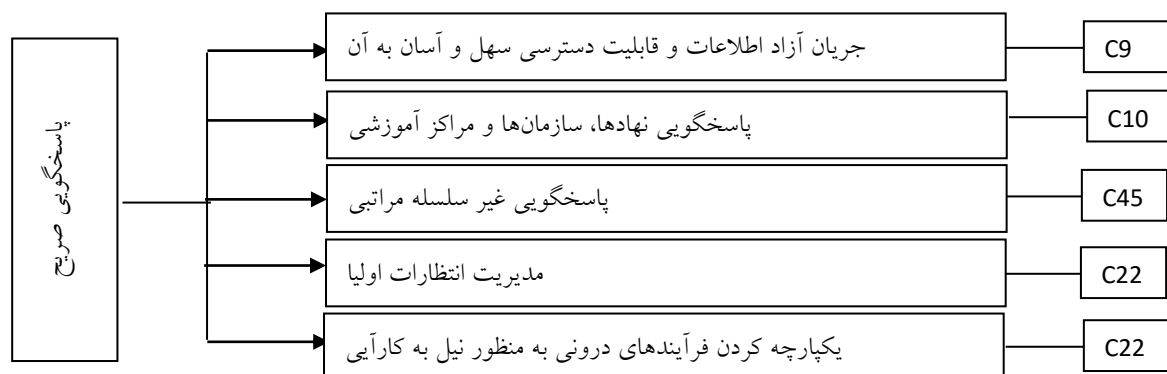 پاسخگویی صریح
جریان آزاد اطلاعات و قابلیت دسترسی سهل و آسان به آن
C9
پاسخگویی نهادها، سازمان‌ها و مراکز آموزشی
C10
پاسخگویی غیر سلسله مراتبی
C45
مدیریت انتظارات اولیا
C22
یکپارچه کردن فرآیندهای درونی به منظور نیل به کارآیی
C22